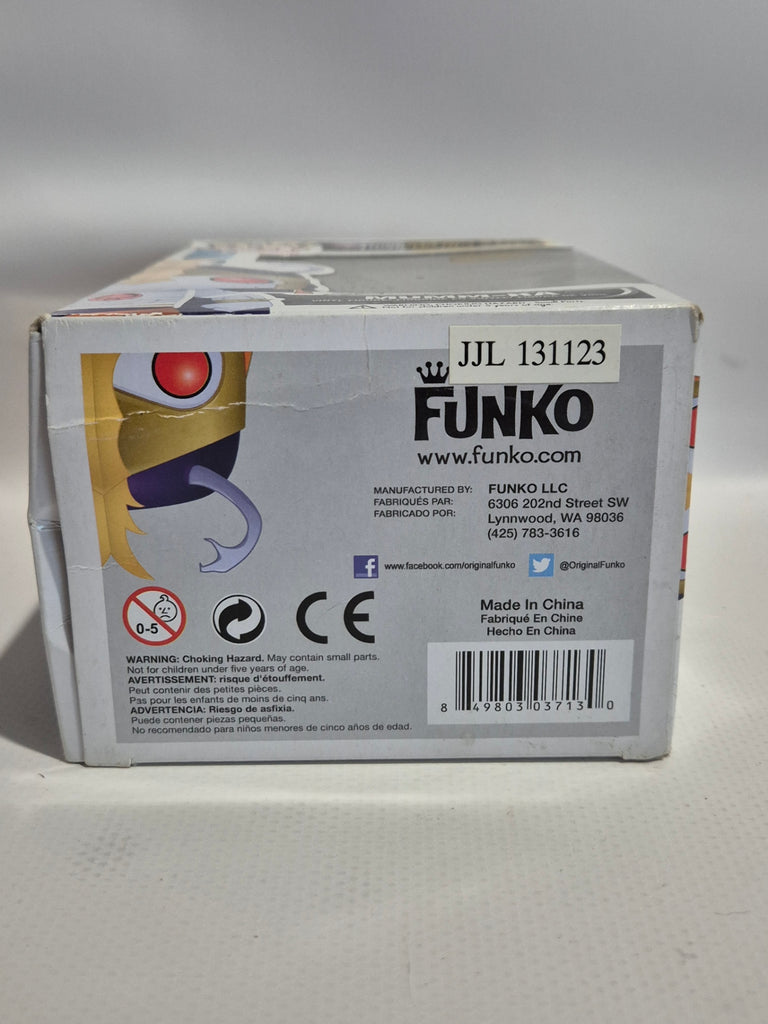 JJL 131123
FUNKO
www.funko.com
MANUFACTURED BY:
FABRIQUÉS PAR:
FABRICADO POR:
FUNKO LLC
6306 202nd Street SW
Lynnwood, WA 98036
(425) 783-3616
f www.facebook.com/originalfunko
@OriginalFunko
0-5
CE
Made In China
Fabriqué En Chine
Hecho En China
WARNING: Choking Hazard. May contain small parts.
Not for children under five years of age.
AVERTISSEMENT: risque d'étouffement.
Peut contenir des petites pièces.
Pas pour les enfants de moins de cinq ans.
ADVERTENCIA: Riesgo de asfixia.
Puede contener piezas pequeñas.
No recomendado para niños menores de cinco años de edad.
8 49803 03713 0